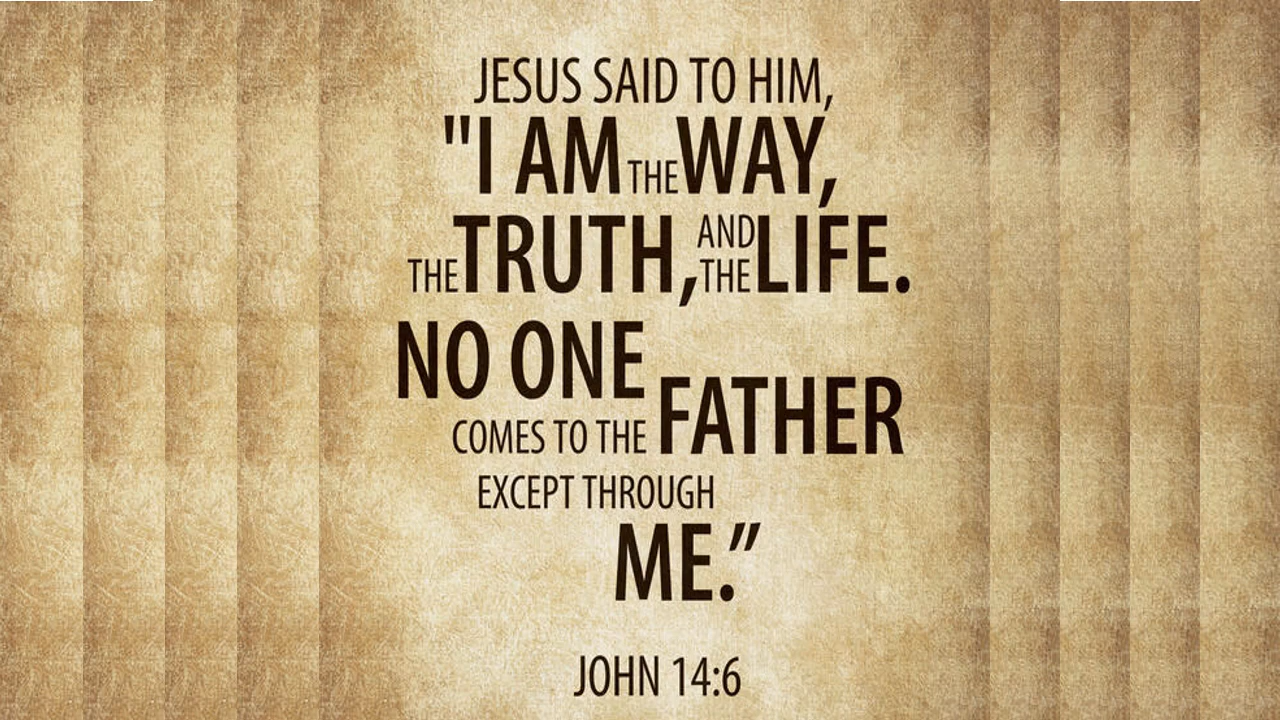 JESUS SAID TO HIM,
"I AM THE WAY,
THE TRUTH, AND THE LIFE.
NO ONE
COMES TO THE FATHER
EXCEPT THROUGH
ME.”
JOHN 14:6